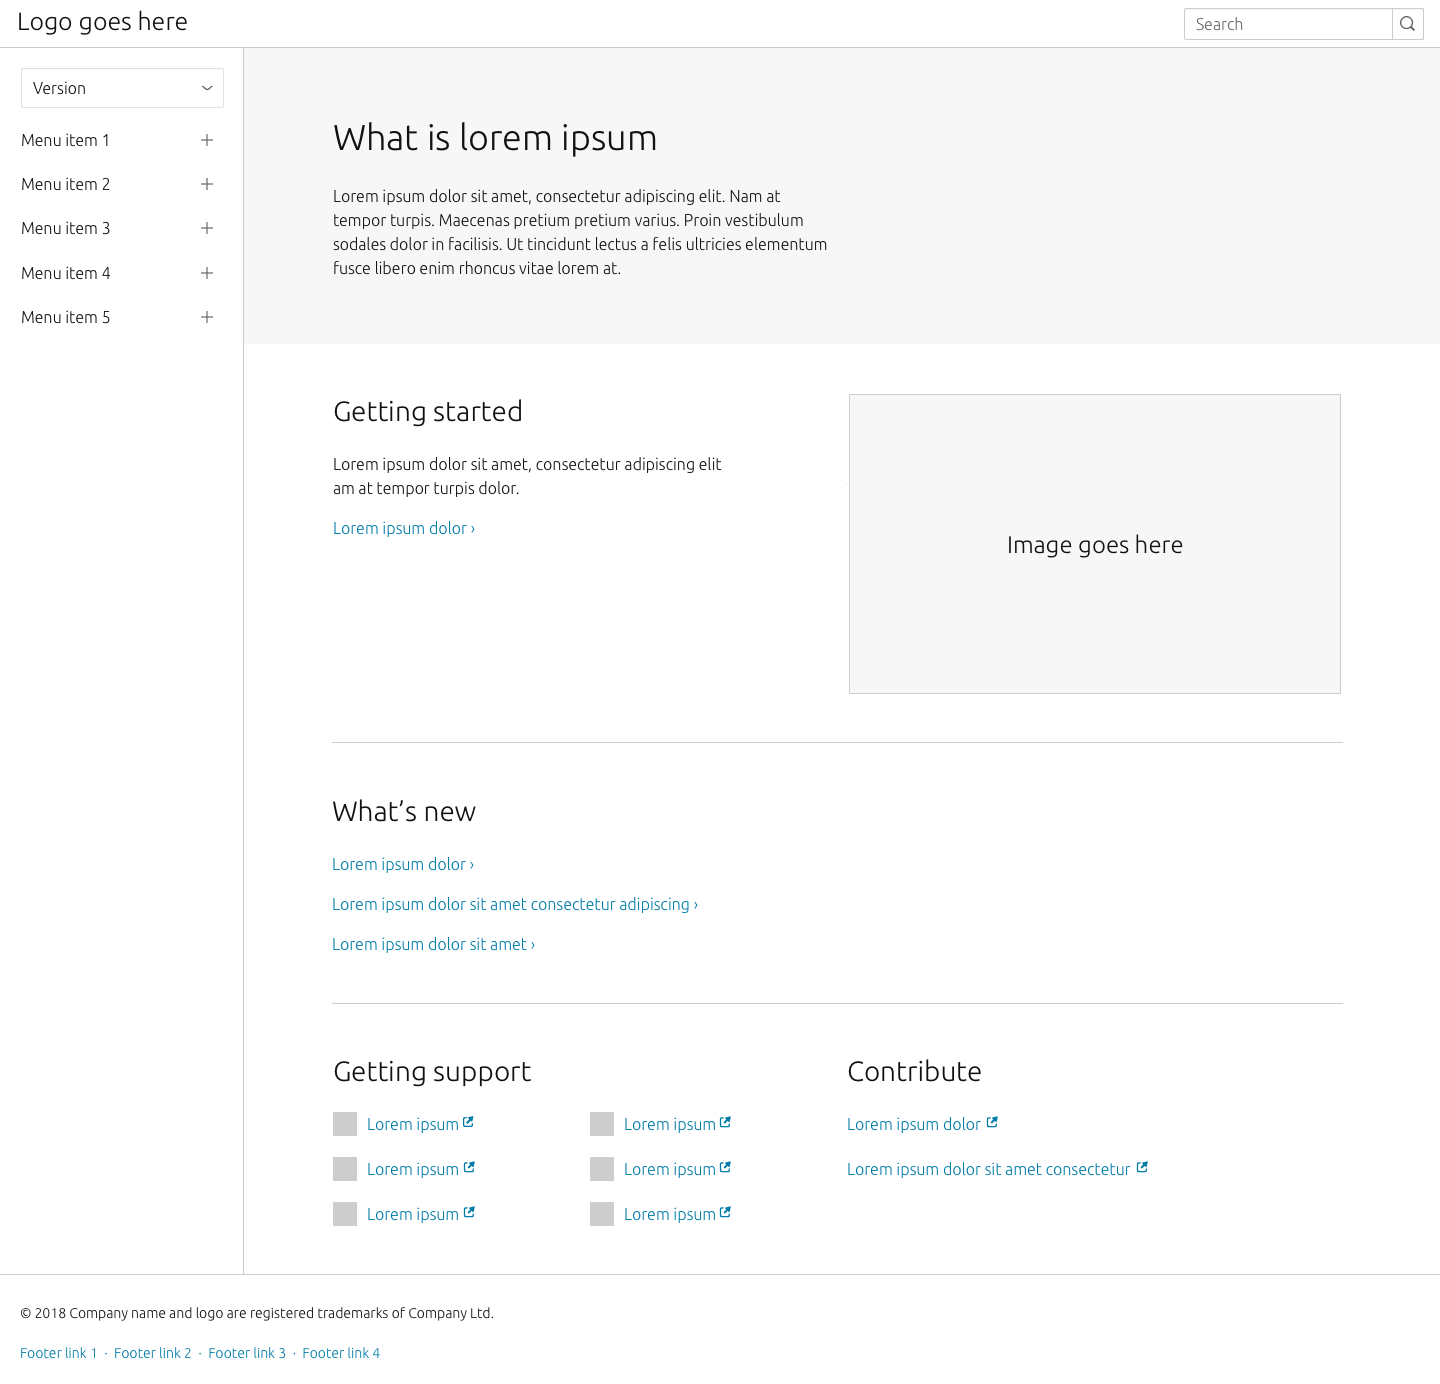 Logo goes here
Search
Version
Menu item 1
Menu item 2
Menu item 3
Menu item 4
Menu item 5
What is lorem ipsum
Lorem ipsum dolor sit amet, consectetur adipiscing elit. Nam at
tempor turpis. Maecenas pretium pretium varius. Proin vestibulum
sodales dolor in facilisis. Ut tincidunt lectus a felis ultricies elementum
fusce libero enim rhoncus vitae lorem at.
Getting started
Lorem ipsum dolor sit amet, consectetur adipiscing elit
am at tempor turpis dolor.
Lorem ipsum dolor ›
Image goes here
What’s new
Lorem ipsum dolor ›
Lorem ipsum dolor sit amet consectetur adipiscing ›
Lorem ipsum dolor sit amet ›
Getting support
Lorem ipsum
Lorem ipsum
Lorem ipsum
Lorem ipsum
Lorem ipsum
Lorem ipsum
Contribute
Lorem ipsum dolor
Lorem ipsum dolor sit amet consectetur
© 2018 Company name and logo are registered trademarks of Company Ltd.
Footer link 1 · Footer link 2 · Footer link 3 · Footer link 4